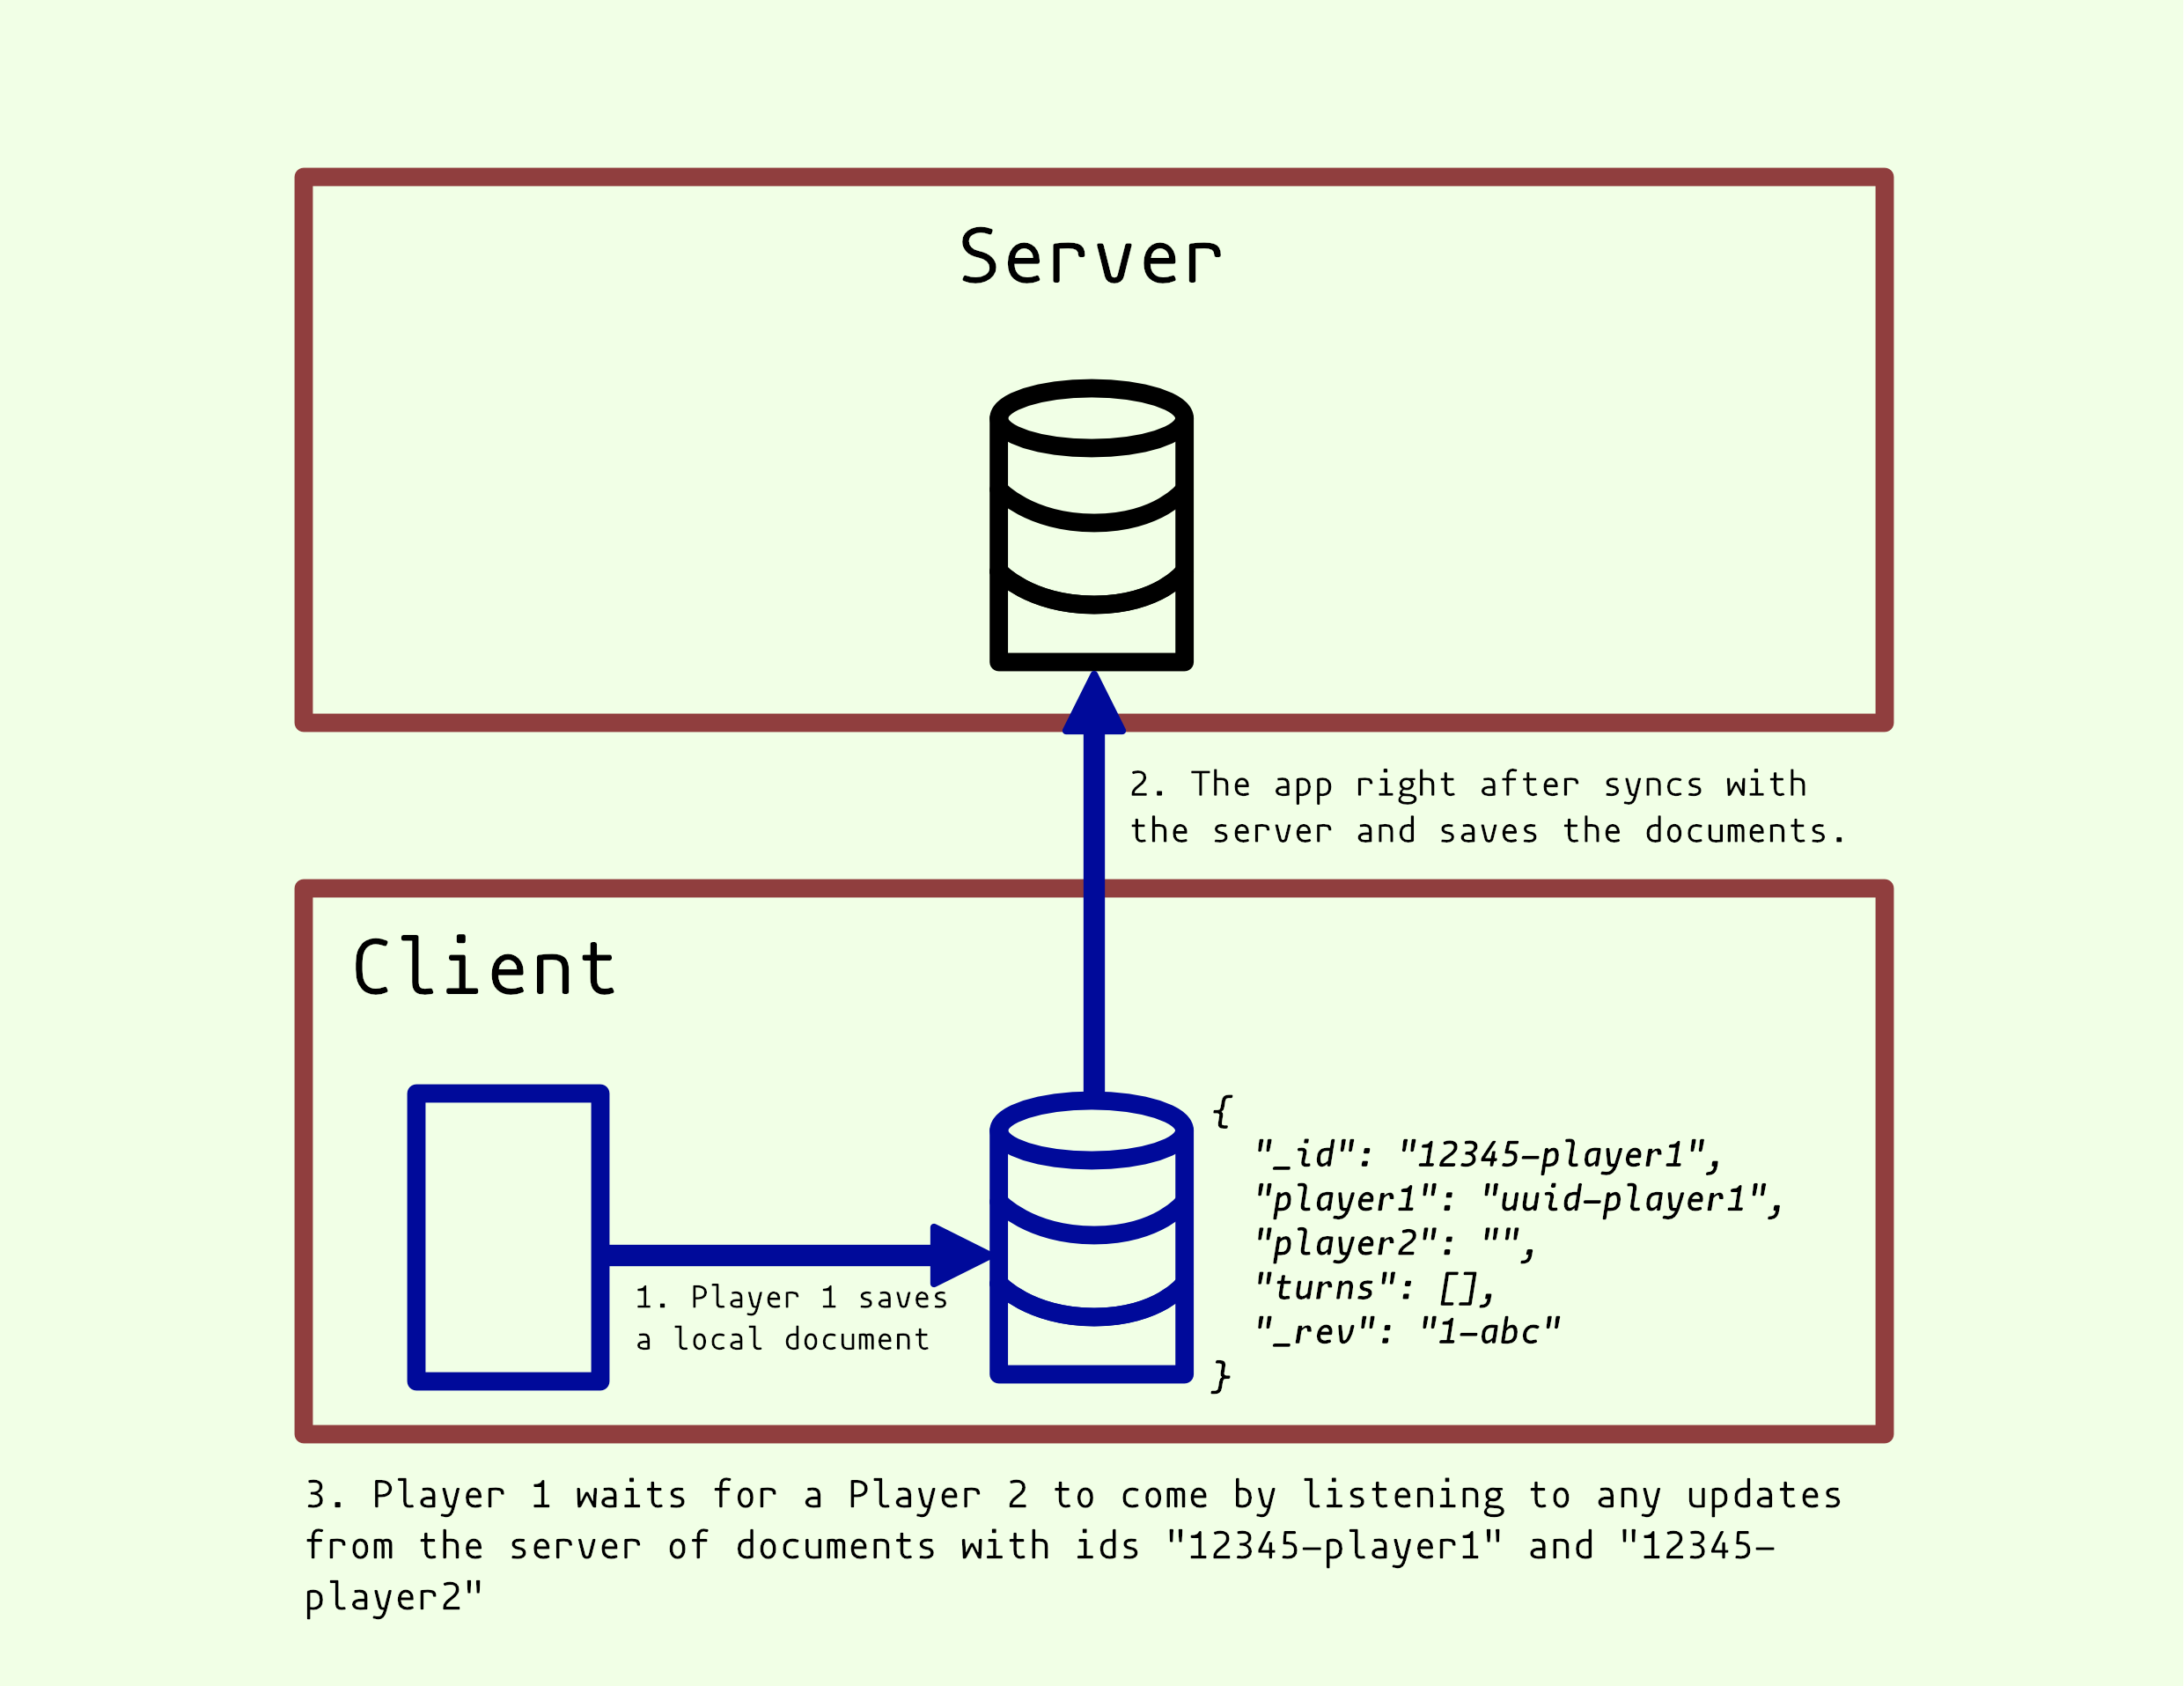 Server
2. The app right after syncs with
the server and saves the documents.
Client
{
"_id": "12345-player1",
"player1": "uuid-player1",
"player2": "",
"turns": [],
"_rev": "1-abc"
}
1. Player 1 saves
a local document
3. Player 1 waits for a Player 2 to come by listening to any updates
from the server of documents with ids "12345-player1" and "12345-
player2"